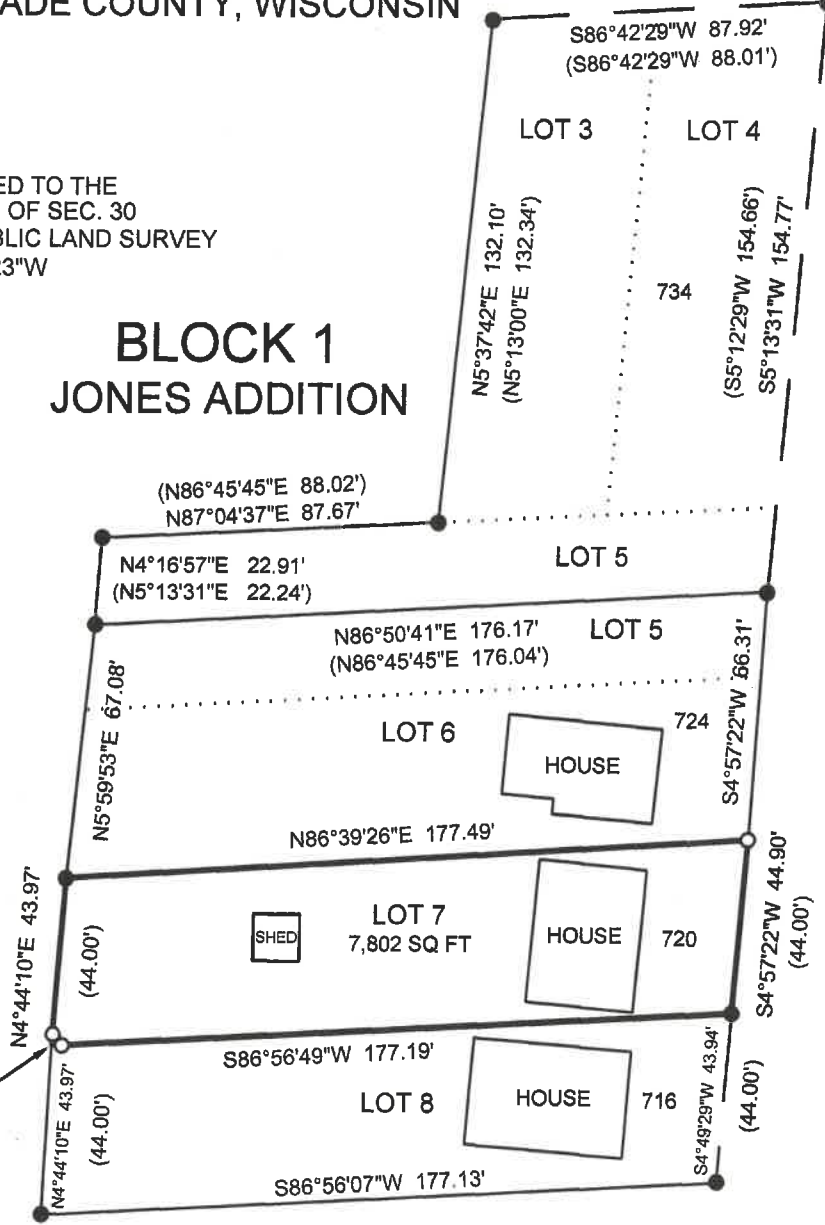 ADE COUNTY, WISCONSIN
S86°42'29"W 87.92'
(S86°42'29"W 88.01')
LOT 3
LOT 4
ED TO THE
OF SEC. 30
BLIC LAND SURVEY
23"W
N5°37'42"E 132.10'
(N5°13'00"E 132.34')
734
(S5°12'29"W 154.66')
S5°13'31"W 154.77'
BLOCK 1
JONES ADDITION
(N86°45'45"E 88.02')
N87°04'37"E 87.67'
N4°16'57"E 22.91'
(N5°13'31"E 22.24')
LOT 5
N86°50'41"E 176.17'
(N86°45'45"E 176.04')
LOT 5
N5°59'53"E 67.08'
LOT 6
HOUSE
724
S4°57'22"W 66.31'
N86°39'26"E 177.49'
N4°44'10"E 43.97'
(44.00')
SHED
LOT 7
7,802 SQ FT
HOUSE
720
S4°57'22"W 44.90'
(44.00')
S86°56'49"W 177.19'
N4°44'10"E 43.97'
(44.00')
LOT 8
HOUSE
716
S4°49'29"W 43.94'
(44.00')
S86°56'07"W 177.13'